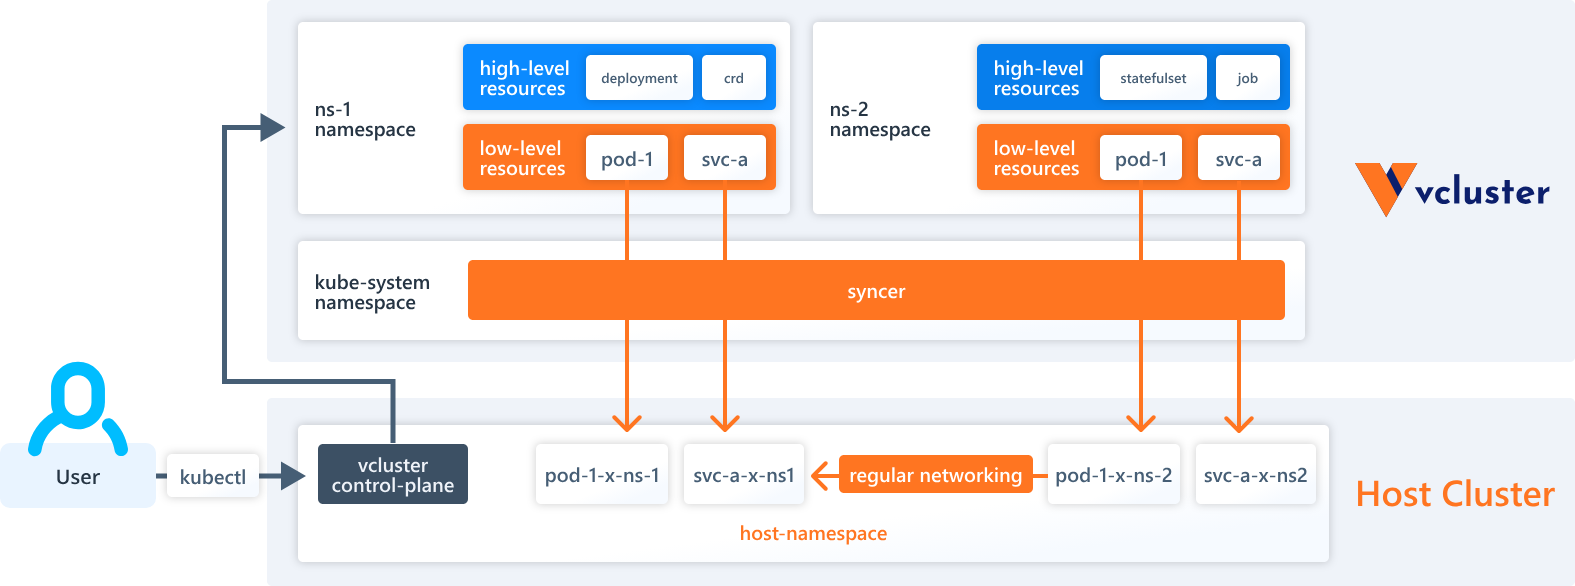 ns-1
namespace
high-level
resources
deployment
crd
low-level
resources
pod-1
svc-a
ns-2
namespace
high-level
resources
statefulset
job
low-level
resources
pod-1
svc-a
vcluster
kube-system
namespace
syncer
User
kubectl
vcluster
control-plane
pod-1-x-ns-1
svc-a-x-ns1
regular networking
pod-1-x-ns-2
svc-a-x-ns2
host-namespace
Host Cluster